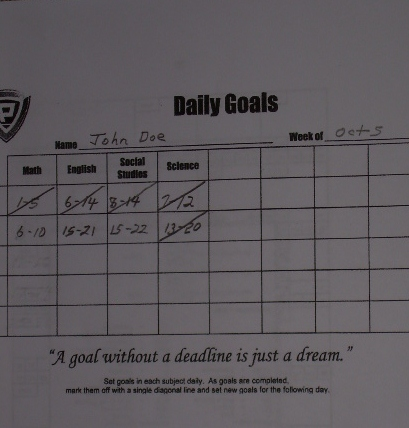 P
Daily Goals
Name John Doe Week of Oct 5
Math English Social Studies Science
1-5 6-14 8-14 7-12
6-10 15-21 15-22 13-20
"A goal without a deadline is just a dream."
Set goals in each subject daily. As goals are completed,
mark them off with a single diagonal line and set new goals for the following day.